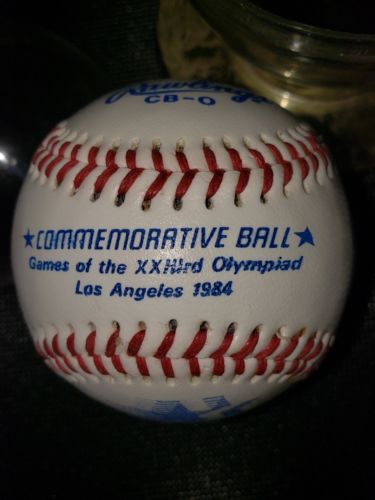 Rawlings
CB-O
★COMMEMORATIVE BALL★
Games of the XXIIIrd Olympiad
Los Angeles 1984